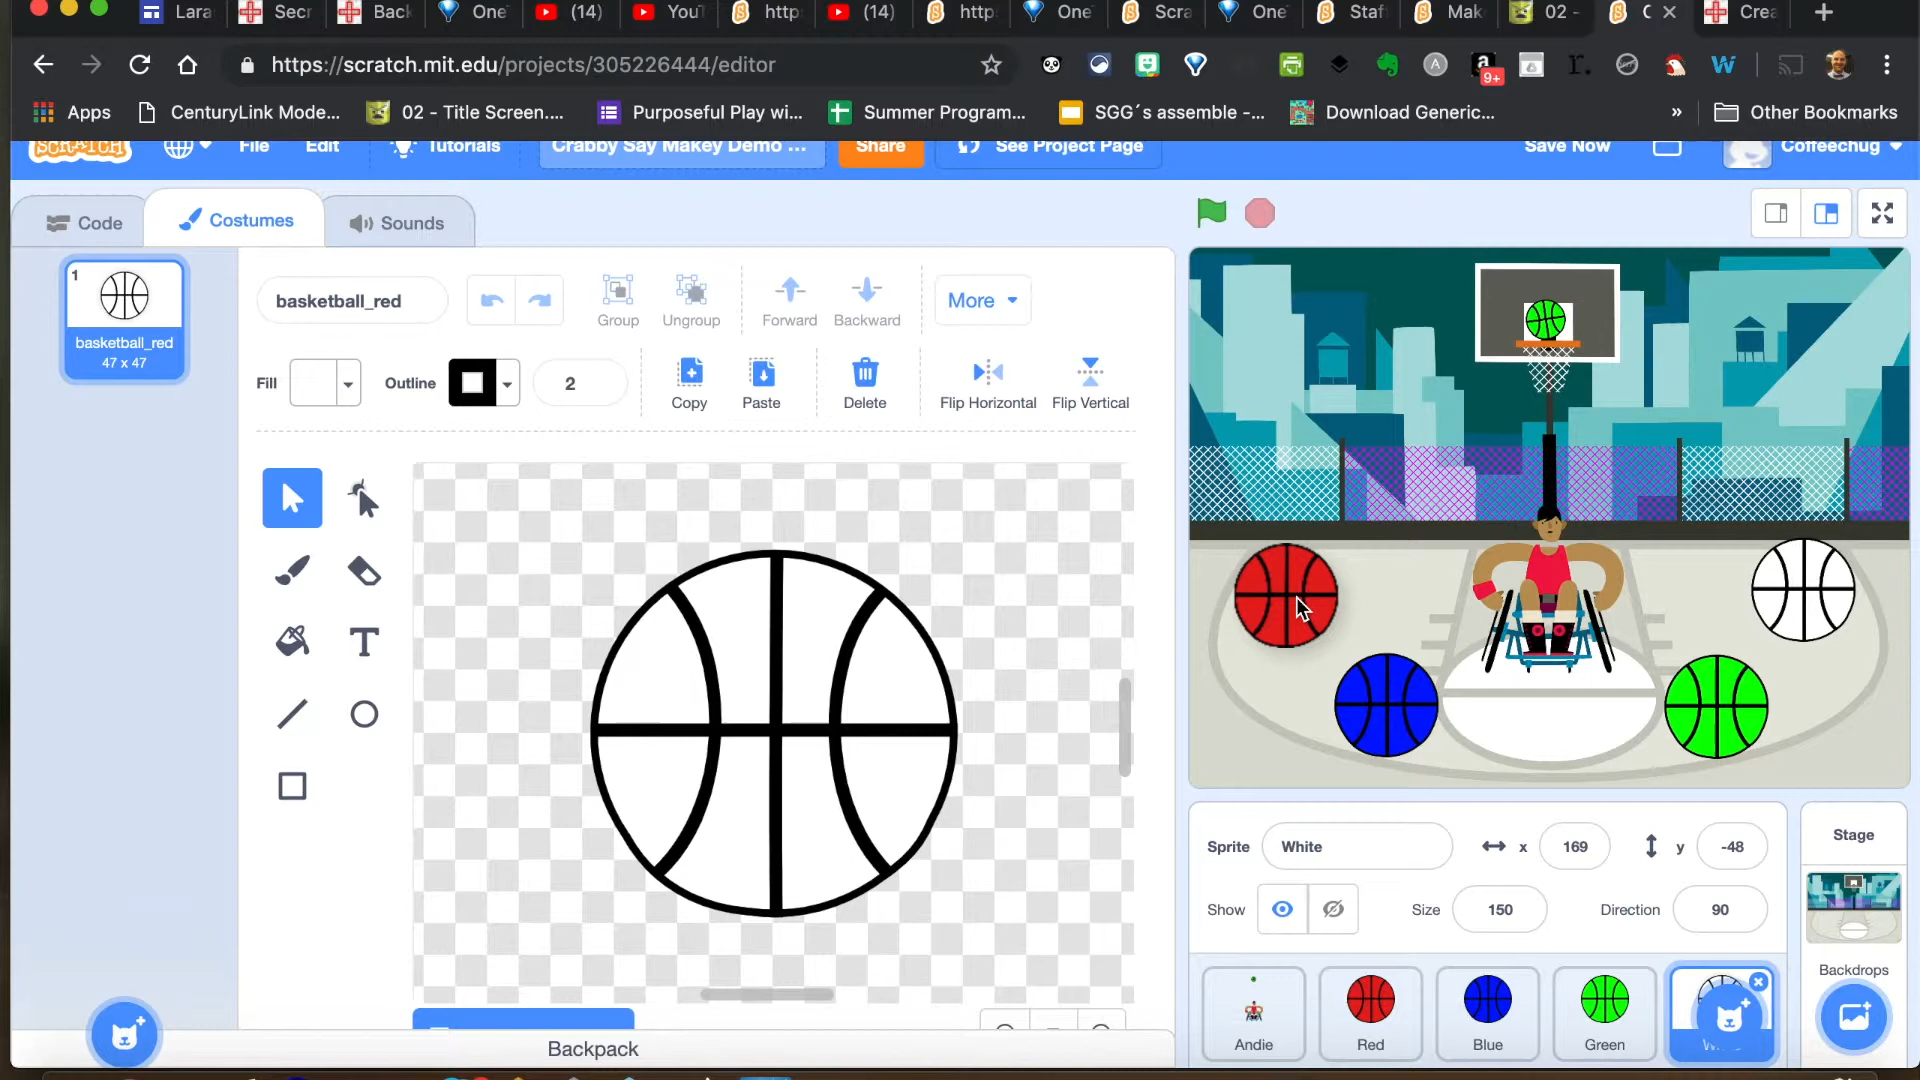 Lara
Secr
Back
One
(14)
You
http
(14)
http
One
Scra
One
Staf
Mak
02 -
C
Crea
https://scratch.mit.edu/projects/305226444/editor
9+
Apps
CenturyLink Mode...
02 - Title Screen....
Purposeful Play wi...
Summer Program...
SGG´s assemble -...
Download Generic...
»
Other Bookmarks
SCRATCH
File
Edit
Tutorials
Crabby Say Makey Demo ...
Share
See Project Page
Save Now
Coffeechug
Code
Costumes
Sounds
1
basketball_red
47 x 47
basketball_red
Group
Ungroup
Forward
Backward
More
Fill
Outline
2
Copy
Paste
Delete
Flip Horizontal
Flip Vertical
T
Backpack
Sprite
White
x
169
y
-48
Show
Size
150
Direction
90
Stage
Backdrops
Andie
Red
Blue
Green